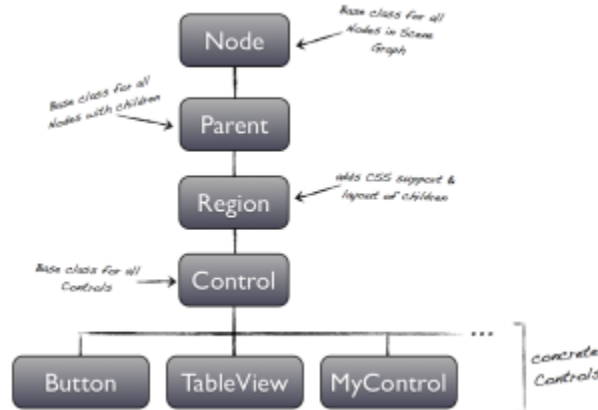 Base class for all
Nodes in Scene
Graph
Node
Base class for all
Nodes with children
Parent
adds CSS support &
layout of children
Region
Base class for all
Controls
Control
...
concrete
Controls
Button
TableView
MyControl